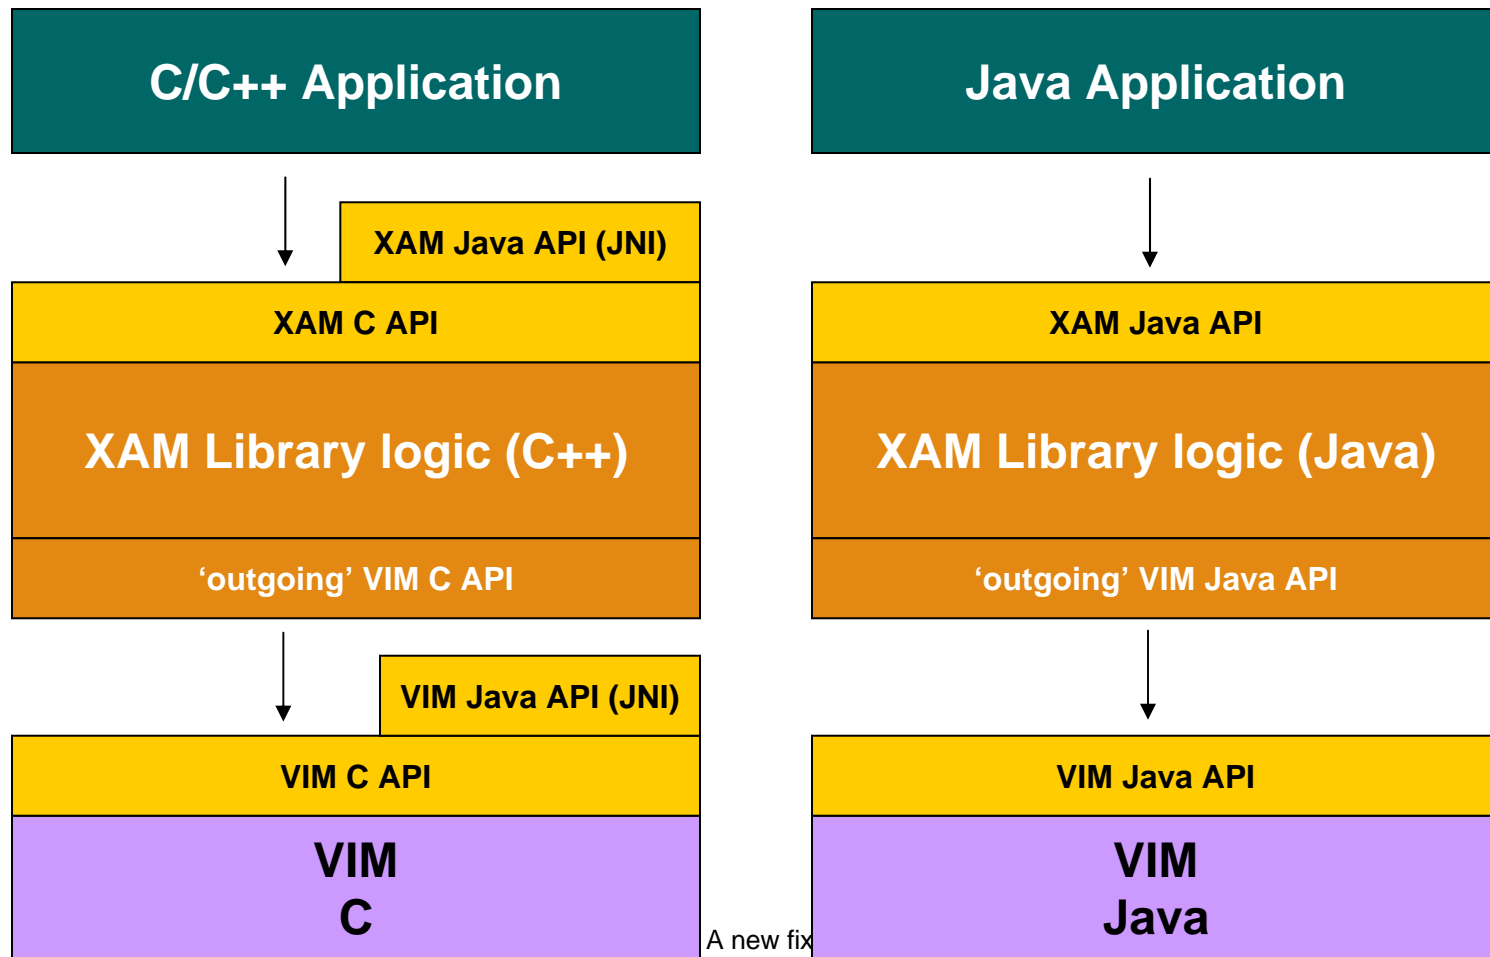 C/C++ Application
XAM Java API (JNI)
XAM C API
XAM Library logic (C++)
‘outgoing’ VIM C API
VIM Java API (JNI)
VIM C API
VIM
C
Java Application
XAM Java API
XAM Library logic (Java)
‘outgoing’ VIM Java API
VIM Java API
VIM
Java
A new fix